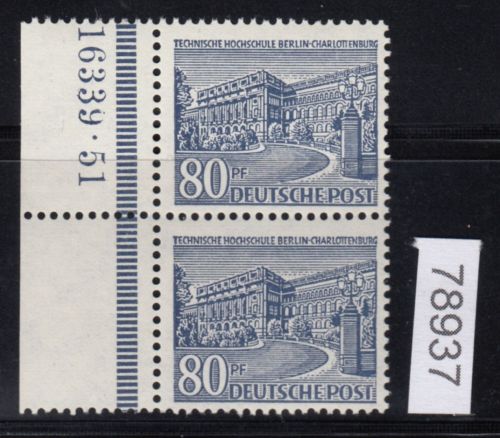 16339·51
TECHNISCHE HOCHSCHULE BERLIN-CHARLOTTENBURG
80 PF
DEUTSCHE POST
TECHNISCHE HOCHSCHULE BERLIN-CHARLOTTENBURG
80 PF
DEUTSCHE POST
78937